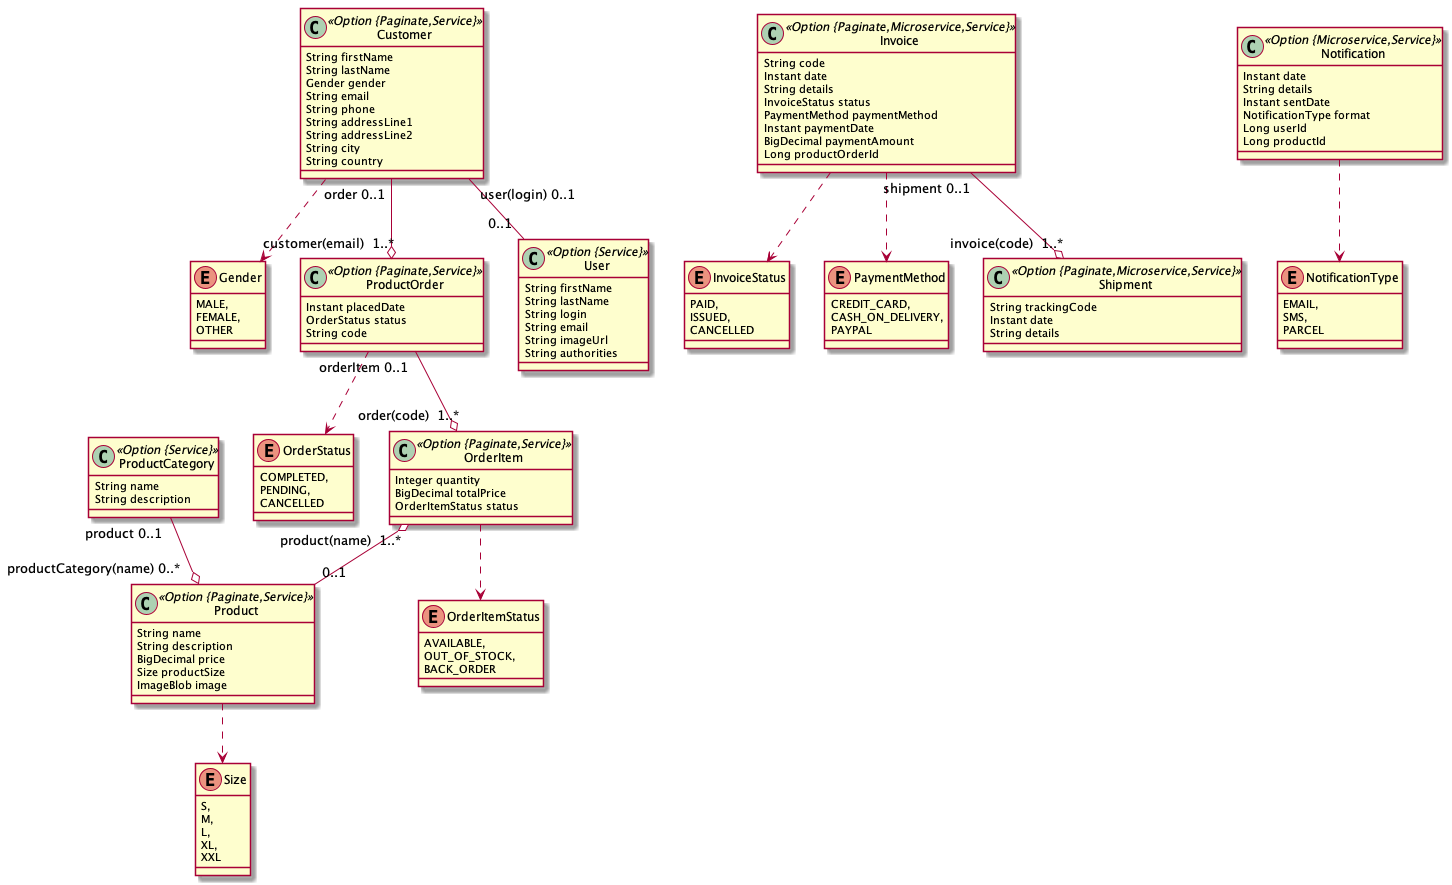 C «Option {Paginate,Service}»
Customer
String firstName
String lastName
Gender gender
String email
String phone
String addressLine1
String addressLine2
String city
String country
C «Option {Paginate,Microservice,Service}»
Invoice
String code
Instant date
String details
InvoiceStatus status
PaymentMethod paymentMethod
Instant paymentDate
BigDecimal paymentAmount
Long productOrderId
C «Option {Microservice,Service}»
Notification
Instant date
String details
Instant sentDate
NotificationType format
Long userId
Long productId
order 0..1
user(login) 0..1
0..1
customer(email) 1..*
shipment 0..1
invoice(code) 1..*
E Gender
MALE,
FEMALE,
OTHER
C «Option {Paginate,Service}»
ProductOrder
Instant placedDate
OrderStatus status
String code
C «Option {Service}»
User
String firstName
String lastName
String login
String email
String imageUrl
String authorities
E InvoiceStatus
PAID,
ISSUED,
CANCELLED
E PaymentMethod
CREDIT_CARD,
CASH_ON_DELIVERY,
PAYPAL
C «Option {Paginate,Microservice,Service}»
Shipment
String trackingCode
Instant date
String details
E NotificationType
EMAIL,
SMS,
PARCEL
orderItem 0..1
order(code) 1..*
C «Option {Service}»
ProductCategory
String name
String description
E OrderStatus
COMPLETED,
PENDING,
CANCELLED
C «Option {Paginate,Service}»
OrderItem
Integer quantity
BigDecimal totalPrice
OrderItemStatus status
product 0..1
product(name) 1..*
productCategory(name) 0..*
0..1
C «Option {Paginate,Service}»
Product
String name
String description
BigDecimal price
Size productSize
ImageBlob image
E OrderItemStatus
AVAILABLE,
OUT_OF_STOCK,
BACK_ORDER
E Size
S,
M,
L,
XL,
XXL